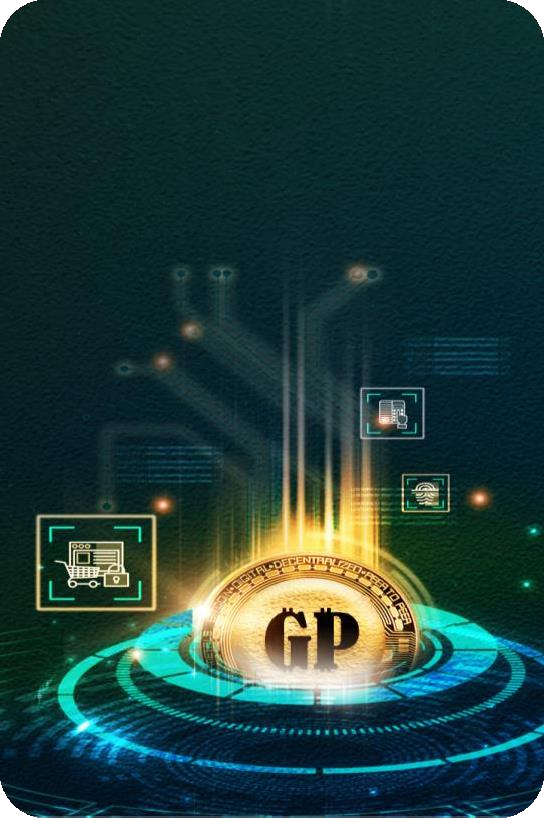 DIGITAL • DECENTRALIZED • PEER TO PEER
GP